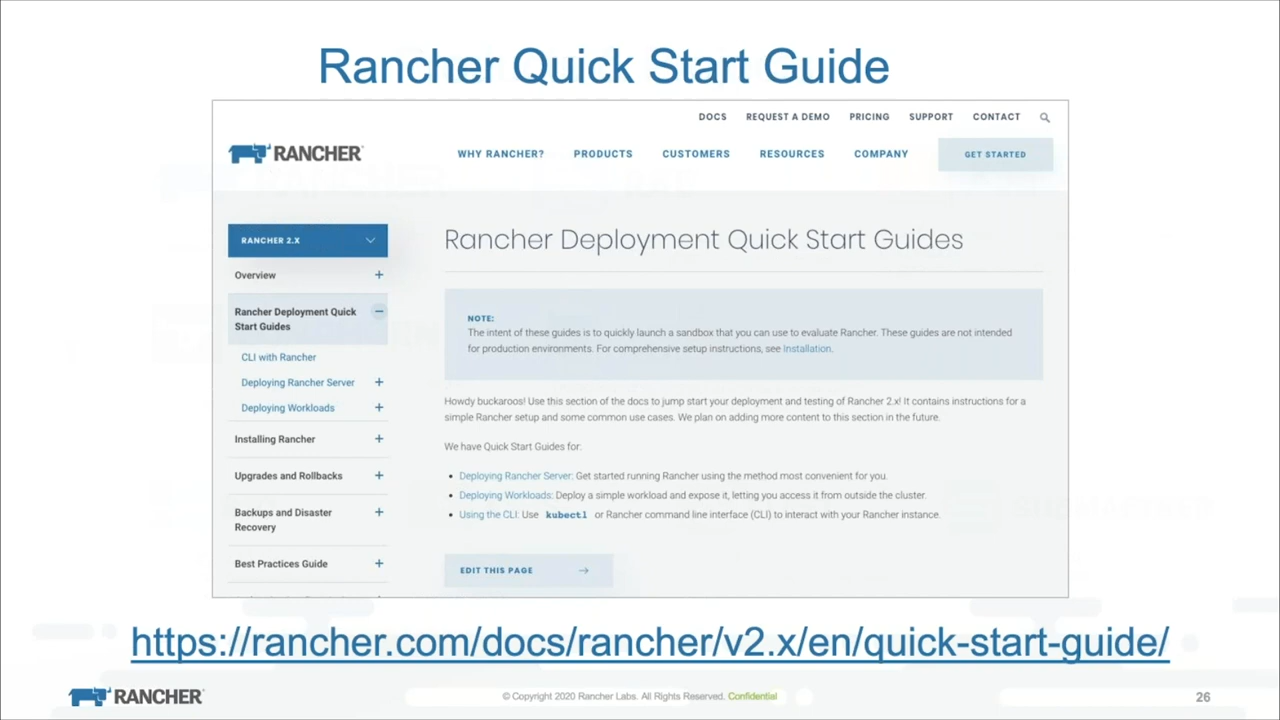 Rancher Quick Start Guide
DOCS REQUEST A DEMO PRICING SUPPORT CONTACT
RANCHER
WHY RANCHER? PRODUCTS CUSTOMERS RESOURCES COMPANY GET STARTED
RANCHER 2.X
Overview
Rancher Deployment Quick
Start Guides
CLI with Rancher
Deploying Rancher Server
Deploying Workloads
Installing Rancher
Upgrades and Rollbacks
Backups and Disaster
Recovery
Best Practices Guide
Rancher Deployment Quick Start Guides
NOTE:
The intent of these guides is to quickly launch a sandbox that you can use to evaluate Rancher. These guides are not intended
for production environments. For comprehensive setup instructions, see Installation.
Howdy buckaroos! Use this section of the docs to jump start your deployment and testing of Rancher 2.x! It contains instructions for a
simple Rancher setup and some common use cases. We plan on adding more content to this section in the future.
We have Quick Start Guides for:
• Deploying Rancher Server: Get started running Rancher using the method most convenient for you.
• Deploying Workloads: Deploy a simple workload and expose it, letting you access it from outside the cluster.
• Using the CLI: Use kubectl or Rancher command line interface (CLI) to interact with your Rancher instance.
EDIT THIS PAGE
https://rancher.com/docs/rancher/v2.x/en/quick-start-guide/
RANCHER
© Copyright 2020 Rancher Labs. All Rights Reserved. Confidential
26